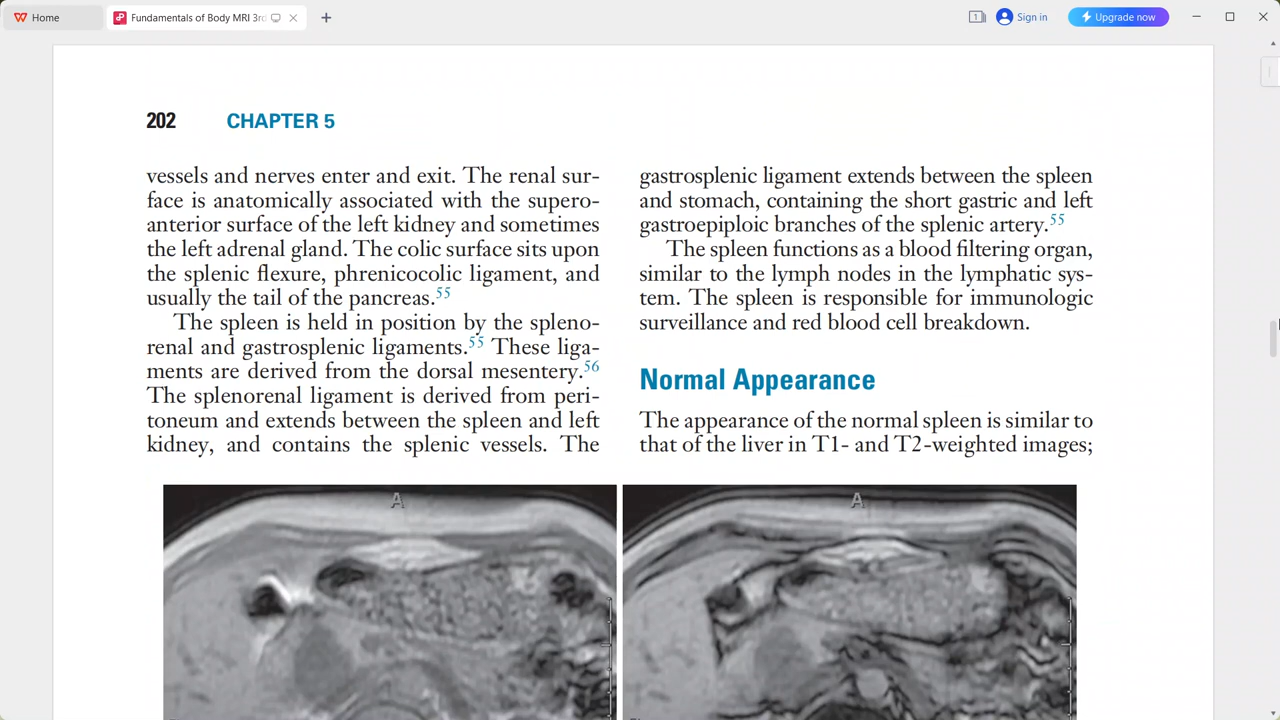 Home
Fundamentals of Body MRI 3rd
1
Sign in
Upgrade now
202 CHAPTER 5
vessels and nerves enter and exit. The renal sur-
face is anatomically associated with the supero-
anterior surface of the left kidney and sometimes
the left adrenal gland. The colic surface sits upon
the splenic flexure, phrenicocolic ligament, and
usually the tail of the pancreas.55
The spleen is held in position by the spleno-
renal and gastrosplenic ligaments.55 These liga-
ments are derived from the dorsal mesentery.56
The splenorenal ligament is derived from peri-
toneum and extends between the spleen and left
kidney, and contains the splenic vessels. The
gastrosplenic ligament extends between the spleen
and stomach, containing the short gastric and left
gastroepiploic branches of the splenic artery.55
The spleen functions as a blood filtering organ,
similar to the lymph nodes in the lymphatic sys-
tem. The spleen is responsible for immunologic
surveillance and red blood cell breakdown.
Normal Appearance
The appearance of the normal spleen is similar to
that of the liver in T1- and T2-weighted images;
A
A